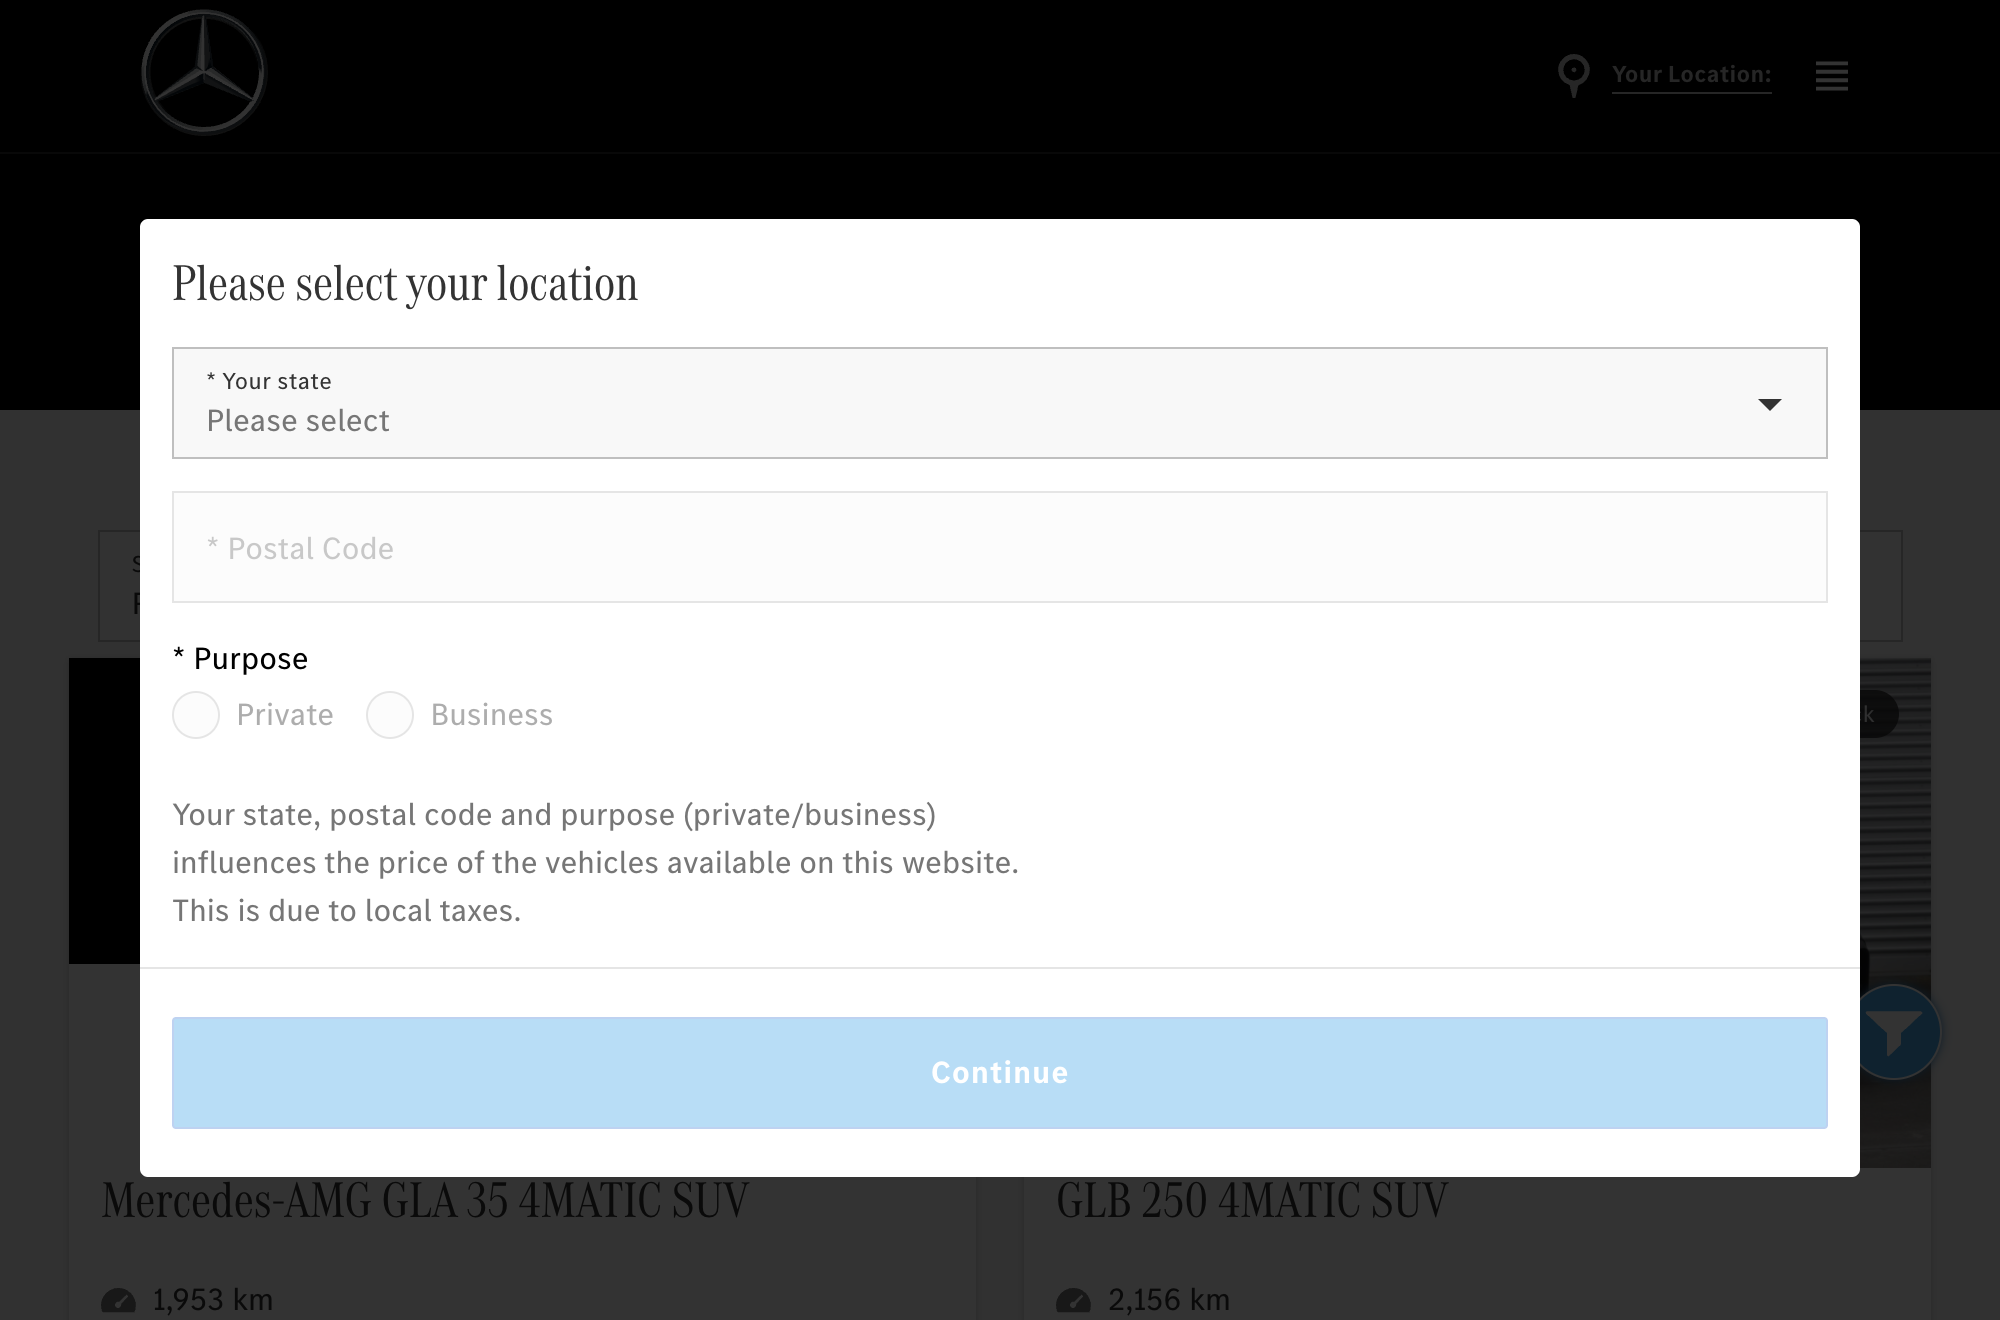 Your Location:
Please select your location
* Your state
Please select
* Postal Code
* Purpose
Private
Business
Your state, postal code and purpose (private/business)
influences the price of the vehicles available on this website.
This is due to local taxes.
Continue
Mercedes-AMG GLA 35 4MATIC SUV
GLB 250 4MATIC SUV
1,953 km
2,156 km